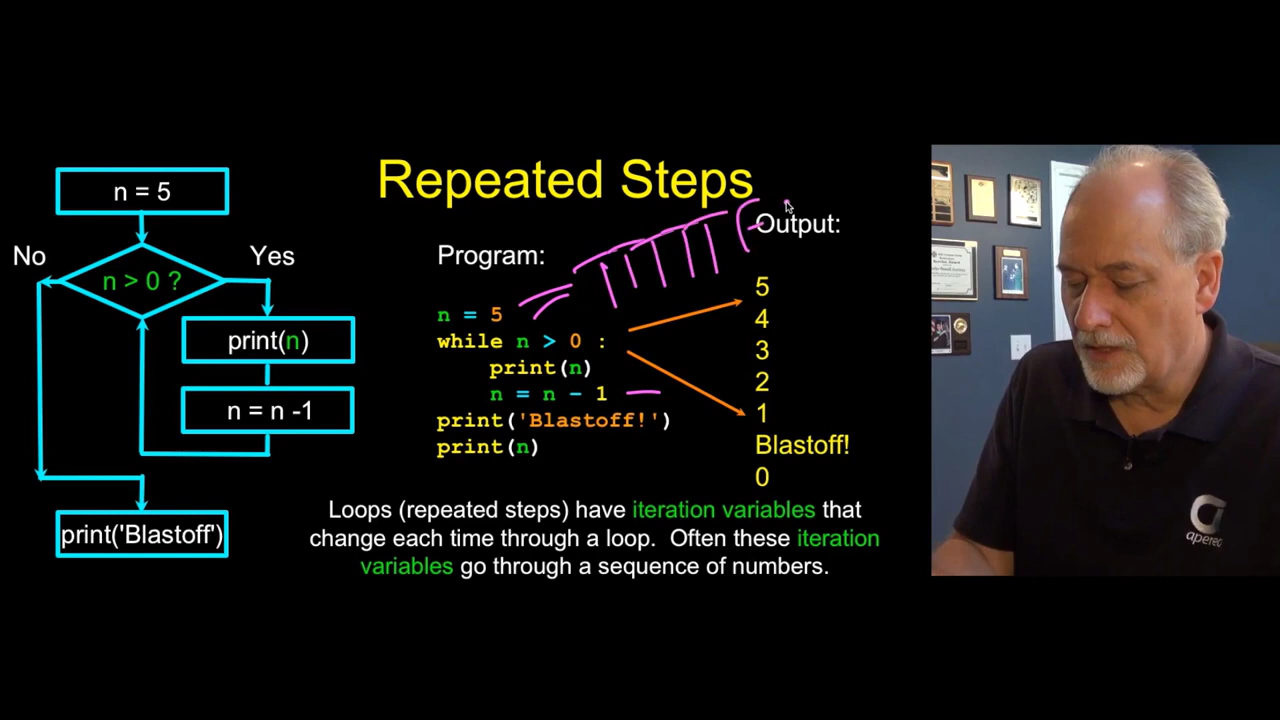 Repeated Steps
n = 5
No
Yes
n > 0 ?
print(n)
n = n -1
print('Blastoff')
Program:
n = 5
while n > 0 :
    print(n)
    n = n - 1
print('Blastoff!')
print(n)
Output:
5
4
3
2
1
Blastoff!
0
Loops (repeated steps) have iteration variables that
change each time through a loop.  Often these iteration
variables go through a sequence of numbers.
apereo